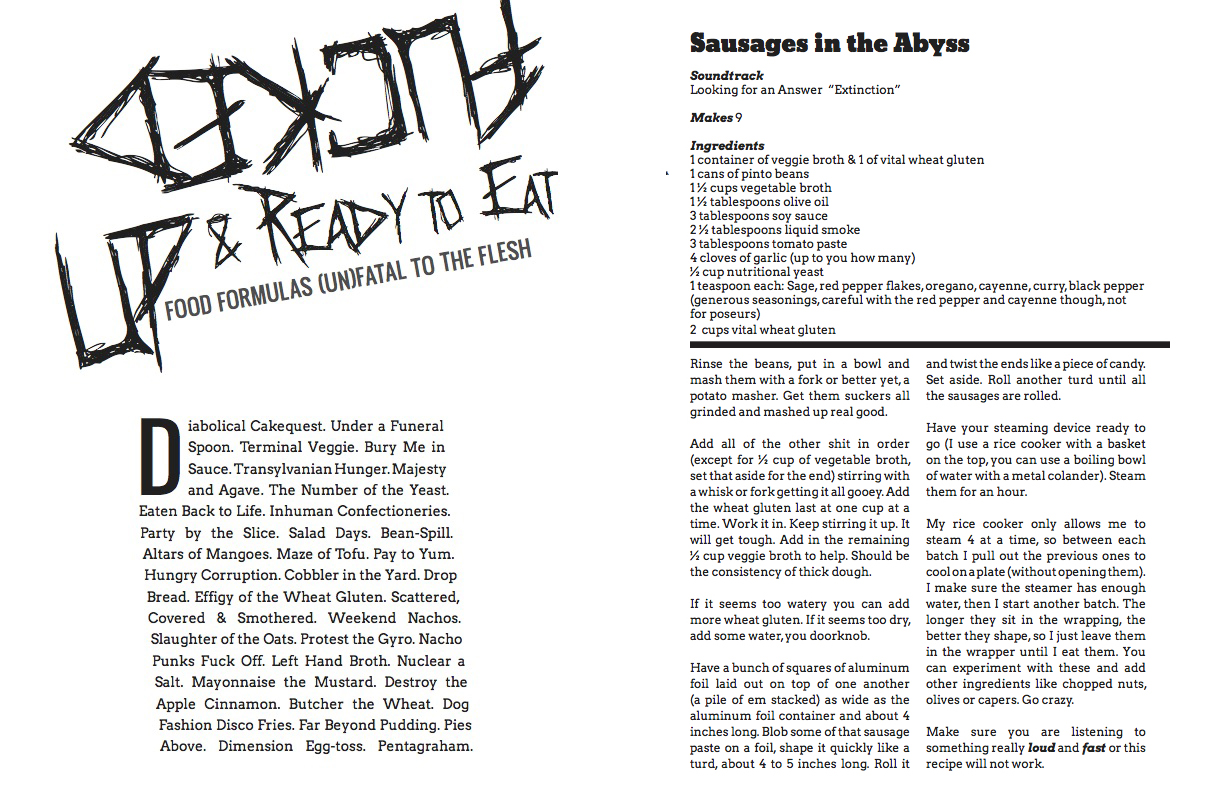 FUCKED
UP & READY TO EAT
FOOD FORMULAS (UN)FATAL TO THE FLESH
Diabolical Cakequest. Under a Funeral
Spoon. Terminal Veggie. Bury Me in
Sauce. Transylvanian Hunger. Majesty
and Agave. The Number of the Yeast.
Eaten Back to Life. Inhuman Confectioneries.
Party by the Slice. Salad Days. Bean-Spill.
Altars of Mangoes. Maze of Tofu. Pay to Yum.
Hungry Corruption. Cobbler in the Yard. Drop
Bread. Effigy of the Wheat Gluten. Scattered,
Covered & Smothered. Weekend Nachos.
Slaughter of the Oats. Protest the Gyro. Nacho
Punks Fuck Off. Left Hand Broth. Nuclear a
Salt. Mayonnaise the Mustard. Destroy the
Apple Cinnamon. Butcher the Wheat. Dog
Fashion Disco Fries. Far Beyond Pudding. Pies
Above. Dimension Egg-toss. Pentagraham.
Sausages in the Abyss
Soundtrack
Looking for an Answer “Extinction”
Makes 9
Ingredients
1 container of veggie broth & 1 of vital wheat gluten
1 cans of pinto beans
1 ½ cups vegetable broth
1 ½ tablespoons olive oil
3 tablespoons soy sauce
2 ½ tablespoons liquid smoke
3 tablespoons tomato paste
4 cloves of garlic (up to you how many)
½ cup nutritional yeast
1 teaspoon each: Sage, red pepper flakes, oregano, cayenne, curry, black pepper
(generous seasonings, careful with the red pepper and cayenne though, not
for poseurs)
2 cups vital wheat gluten
Rinse the beans, put in a bowl and
mash them with a fork or better yet, a
potato masher. Get them suckers all
grinded and mashed up real good.
Add all of the other shit in order
(except for ½ cup of vegetable broth,
set that aside for the end) stirring with
a whisk or fork getting it all gooey. Add
the wheat gluten last at one cup at a
time. Work it in. Keep stirring it up. It
will get tough. Add in the remaining
½ cup veggie broth to help. Should be
the consistency of thick dough.
If it seems too watery you can add
more wheat gluten. If it seems too dry,
add some water, you doorknob.
Have a bunch of squares of aluminum
foil laid out on top of one another
(a pile of em stacked) as wide as the
aluminum foil container and about 4
inches long. Blob some of that sausage
paste on a foil, shape it quickly like a
turd, about 4 to 5 inches long. Roll it
and twist the ends like a piece of candy.
Set aside. Roll another turd until all
the sausages are rolled.
Have your steaming device ready to
go (I use a rice cooker with a basket
on the top, you can use a boiling bowl
of water with a metal colander). Steam
them for an hour.
My rice cooker only allows me to
steam 4 at a time, so between each
batch I pull out the previous ones to
cool on a plate (without opening them).
I make sure the steamer has enough
water, then I start another batch. The
longer they sit in the wrapping, the
better they shape, so I just leave them
in the wrapper until I eat them. You
can experiment with these and add
other ingredients like chopped nuts,
olives or capers. Go crazy.
Make sure you are listening to
something really loud and fast or this
recipe will not work.